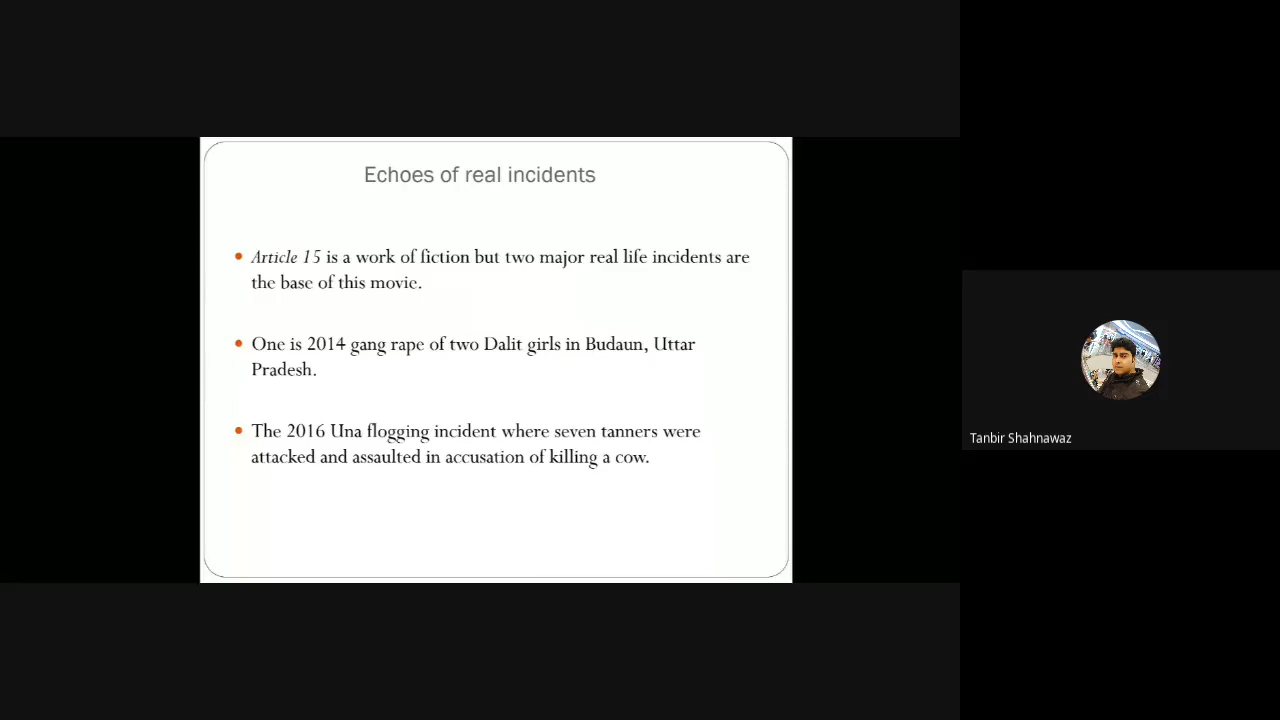 Echoes of real incidents
Article 15 is a work of fiction but two major real life incidents are
the base of this movie.
One is 2014 gang rape of two Dalit girls in Budaun, Uttar
Pradesh.
The 2016 Una flogging incident where seven tanners were
attacked and assaulted in accusation of killing a cow.
Tanbir Shahnawaz